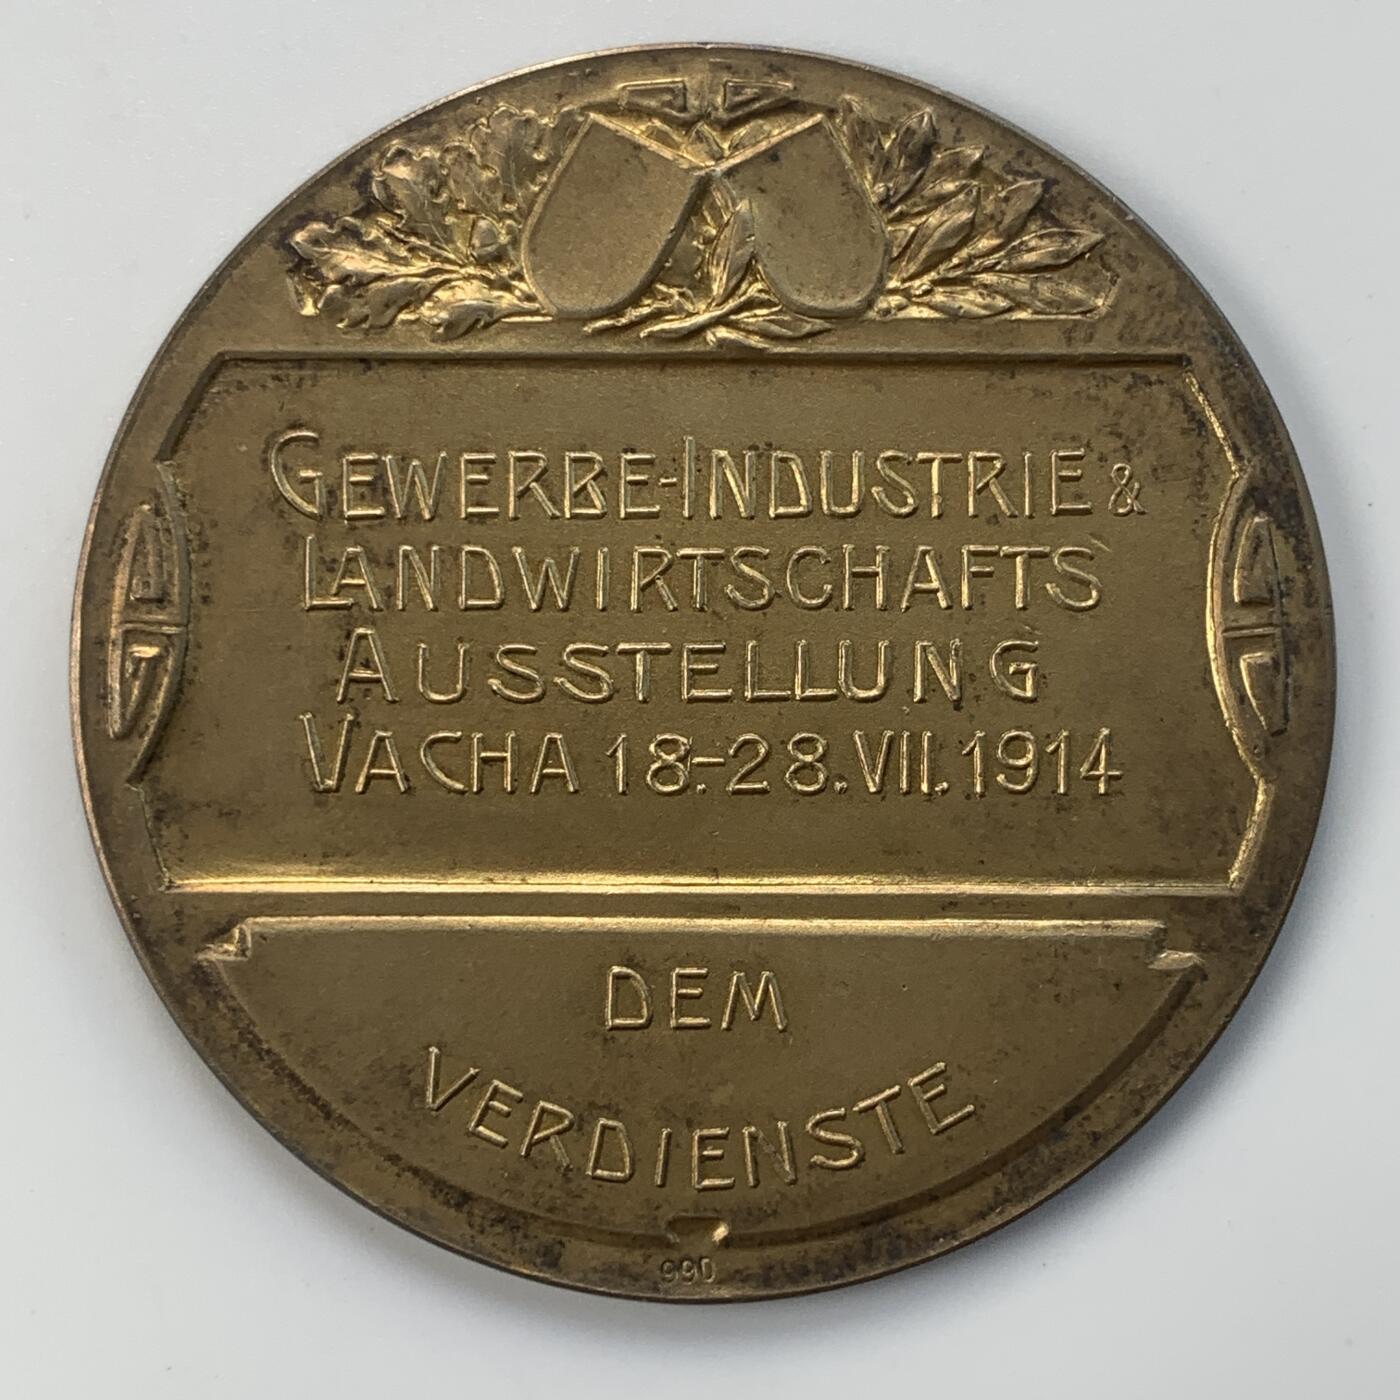 GEWERBE-INDUSTRIE &
LANDWIRTSCHAFTS
AUSSTELLUNG
VACHA 18.-28.VII.1914
DEM
VERDIENSTE
990